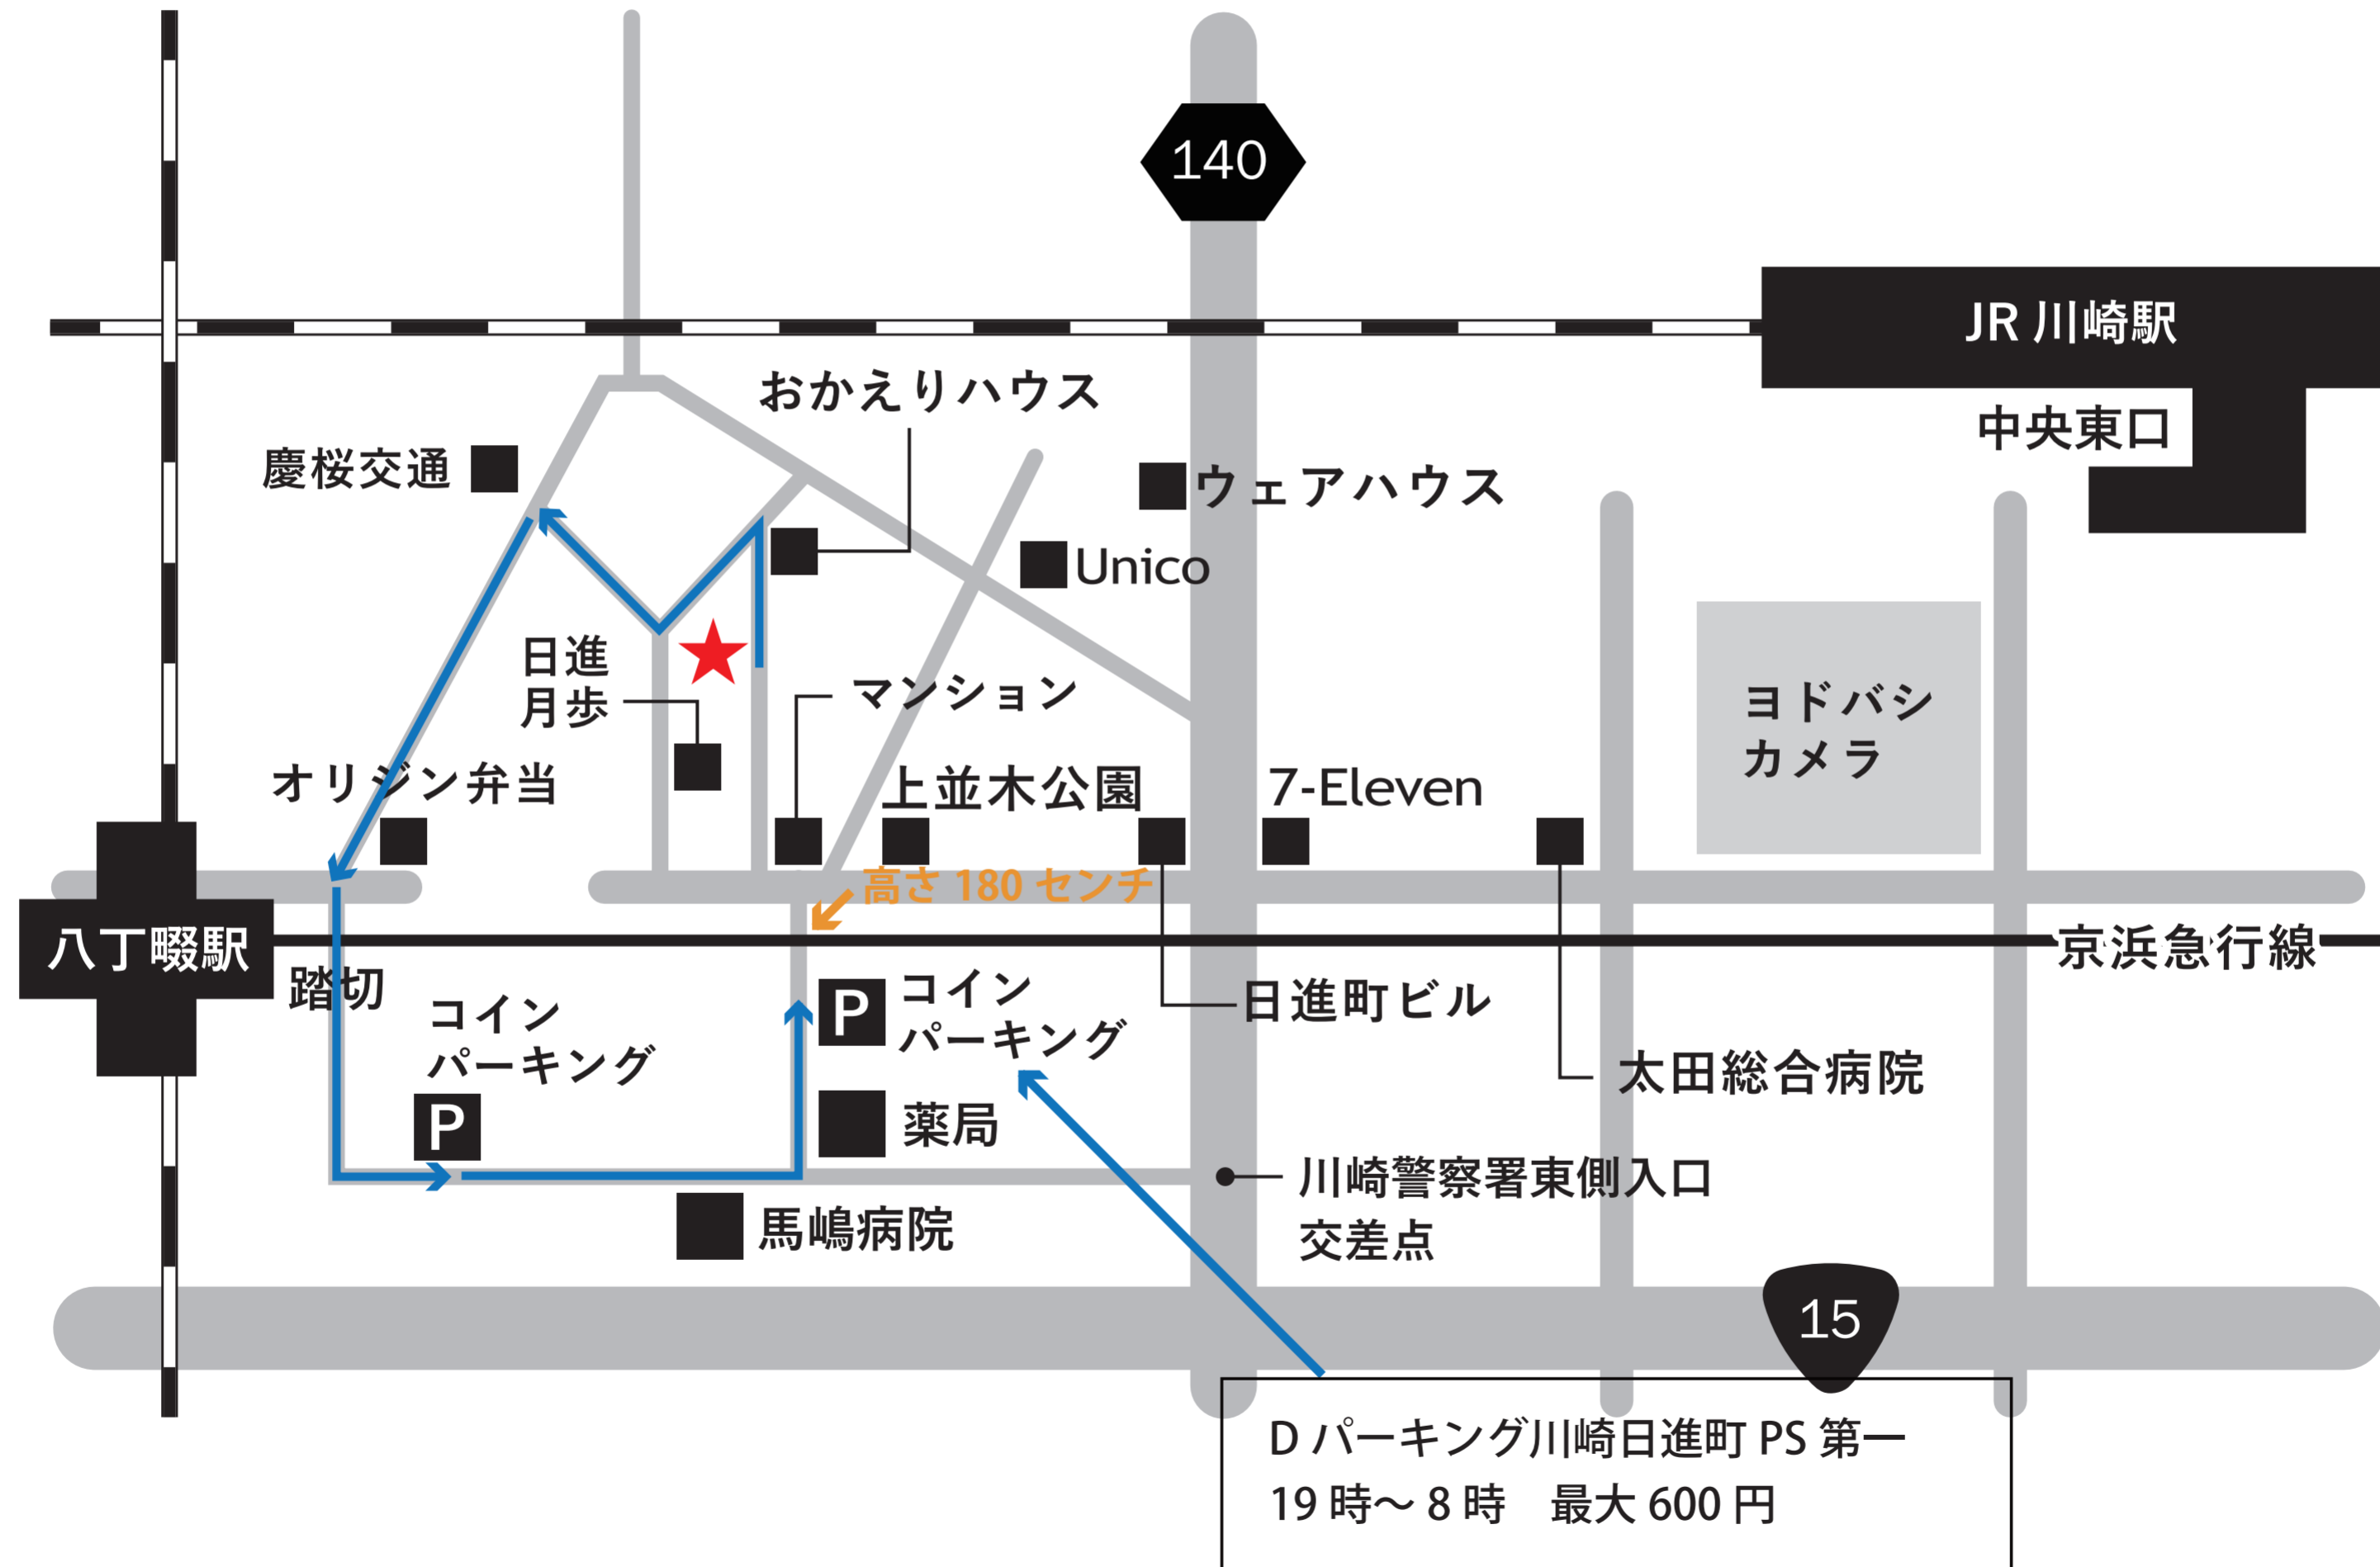 140
JR 川崎駅
中央東口
おかえりハウス
慶桜交通
ウェアハウス
Unico
日進
月歩
マンション
ヨドバシ
カメラ
オリジン弁当
上並木公園
7-Eleven
高さ 180 センチ
八丁畷駅
京浜急行線
踏切
コイン
パーキング
P
P
コイン
パーキング
日進町ビル
太田総合病院
薬局
川崎警察署東側入口
交差点
馬嶋病院
15
D パーキング川崎日進町 PS 第一
19 時〜 8 時　最大 600 円